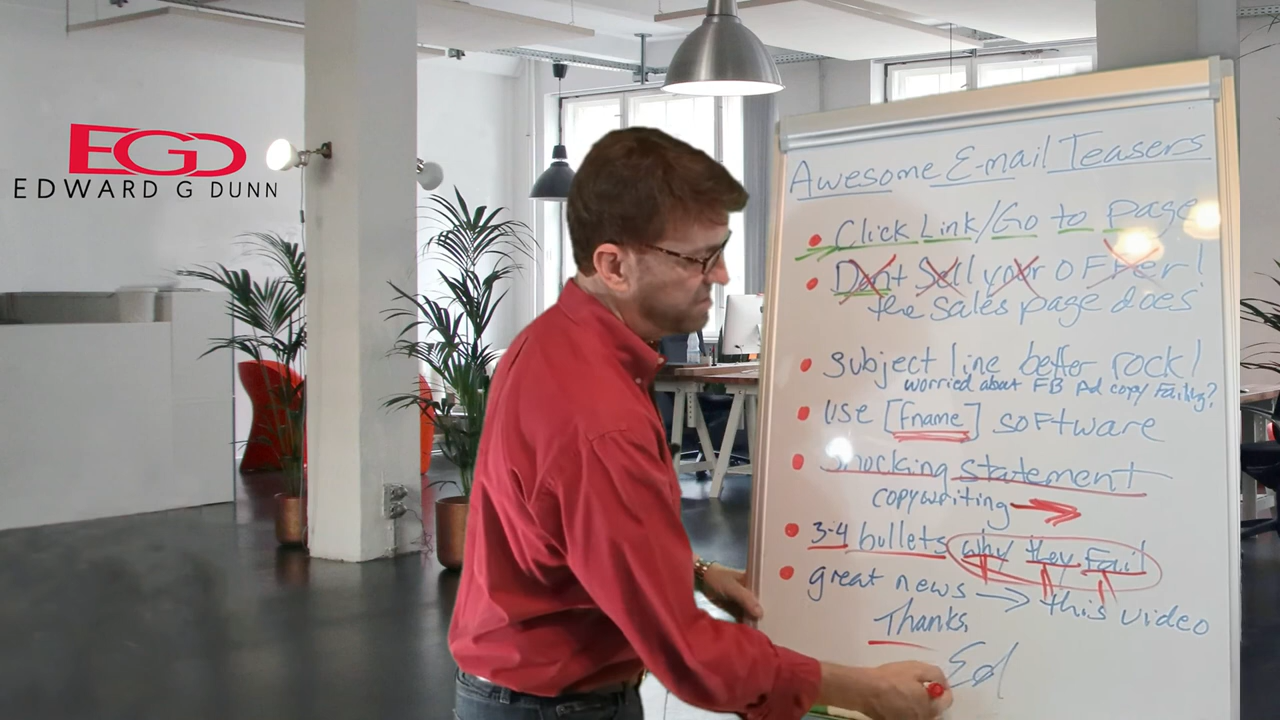 EGD
EDWARD G DUNN
Awesome E-mail Teasers
Click Link/Go to page
Don't Sell your offer!
the sales page does
subject line better rock!
worried about FB Ad copy Failing?
USE [fname] software
Shocking statement
copywriting →
3-4 bullets why they Fail
great news → this video
Thanks,
Ed